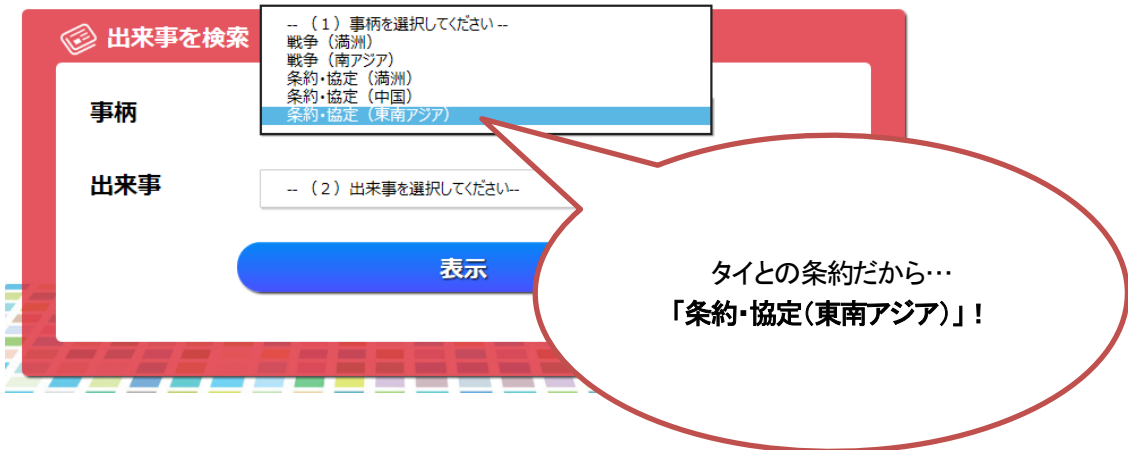 出来事を検索
-- （１）事柄を選択してください --
戦争（満洲）
戦争（南アジア）
条約・協定（満洲）
条約・協定（中国）
条約・協定（東南アジア）
事柄
出来事
-- （２）出来事を選択してください--
表示
タイとの条約だから…
「条約・協定（東南アジア）」！